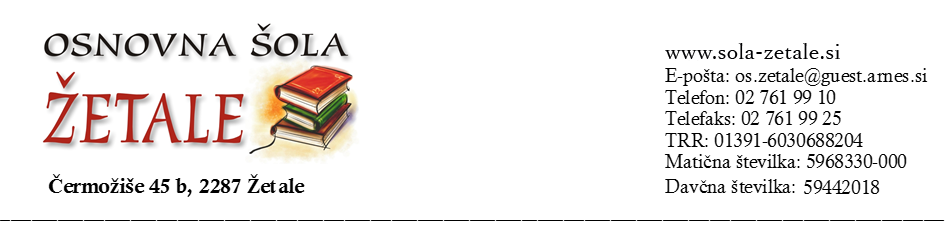 OSNOVNA ŠOLA
ŽETALE
Čermožiše 45 b, 2287 Žetale
www.sola-zetale.si
E-pošta: os.zetale@guest.arnes.si
Telefon: 02 761 99 10
Telefaks: 02 761 99 25
TRR: 01391-6030688204
Matična številka: 5968330-000
Davčna številka: 59442018